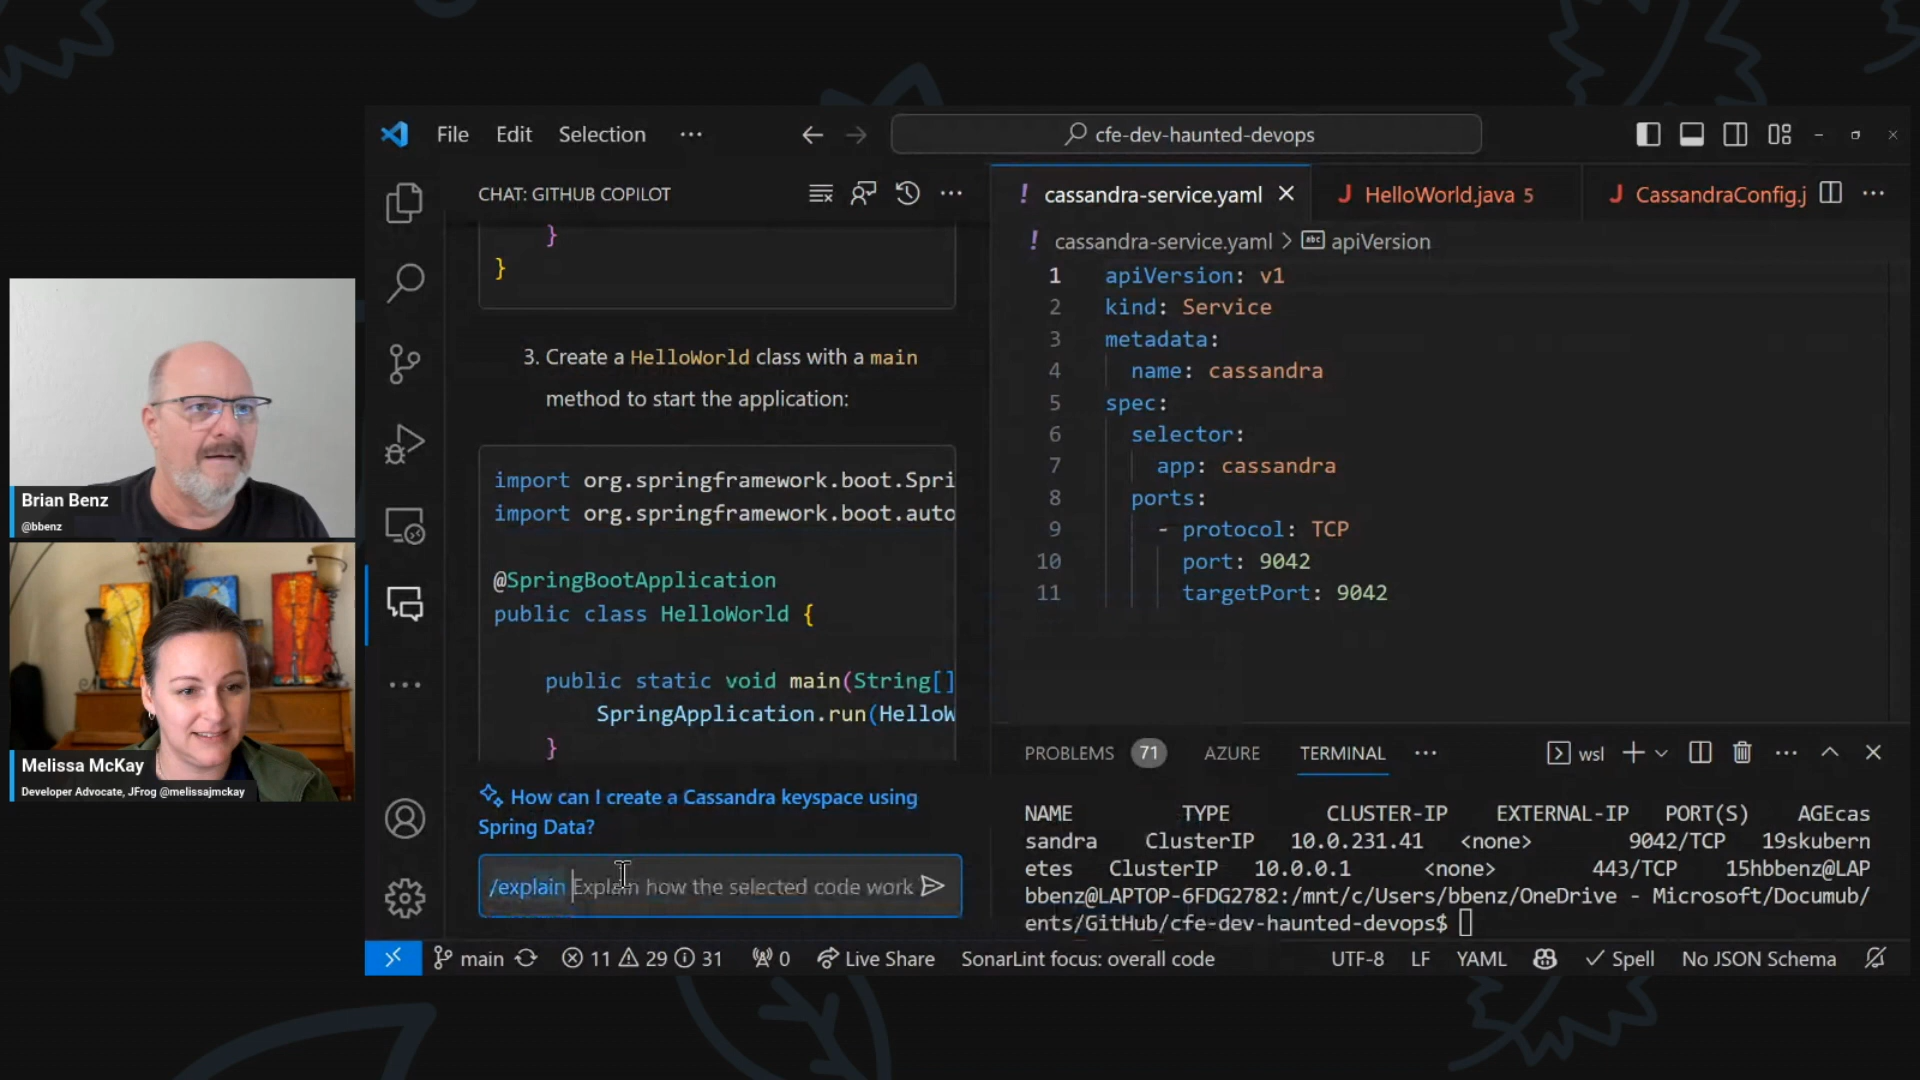 File Edit Selection ···
cfe-dev-haunted-devops
CHAT: GITHUB COPILOT
}
}
3. Create a HelloWorld class with a main
method to start the application:
import org.springframework.boot.Spri
import org.springframework.boot.auto
@SpringBootApplication
public class HelloWorld {
public static void main(String[]
SpringApplication.run(HelloW
}
How can I create a Cassandra keyspace using
Spring Data?
/explain Explain how the selected code work
! cassandra-service.yaml
J HelloWorld.java 5
J CassandraConfig.j
! cassandra-service.yaml > abc apiVersion
1 apiVersion: v1
2 kind: Service
3 metadata:
4 name: cassandra
5 spec:
6 selector:
7 app: cassandra
8 ports:
9 - protocol: TCP
10 port: 9042
11 targetPort: 9042
PROBLEMS 71 AZURE TERMINAL ··· wsl
NAME TYPE CLUSTER-IP EXTERNAL-IP PORT(S) AGEcas
sandra ClusterIP 10.0.231.41 <none> 9042/TCP 19skubern
etes ClusterIP 10.0.0.1 <none> 443/TCP 15hbbenz@LAP
bbenz@LAPTOP-6FDG2782:/mnt/c/Users/bbenz/OneDrive - Microsoft/Documub/
ents/GitHub/cfe-dev-haunted-devops$
main 11 29 31 0 Live Share SonarLint focus: overall code UTF-8 LF YAML Spell No JSON Schema
Brian Benz
@bbenz
Melissa McKay
Developer Advocate, JFrog @melissajmckay